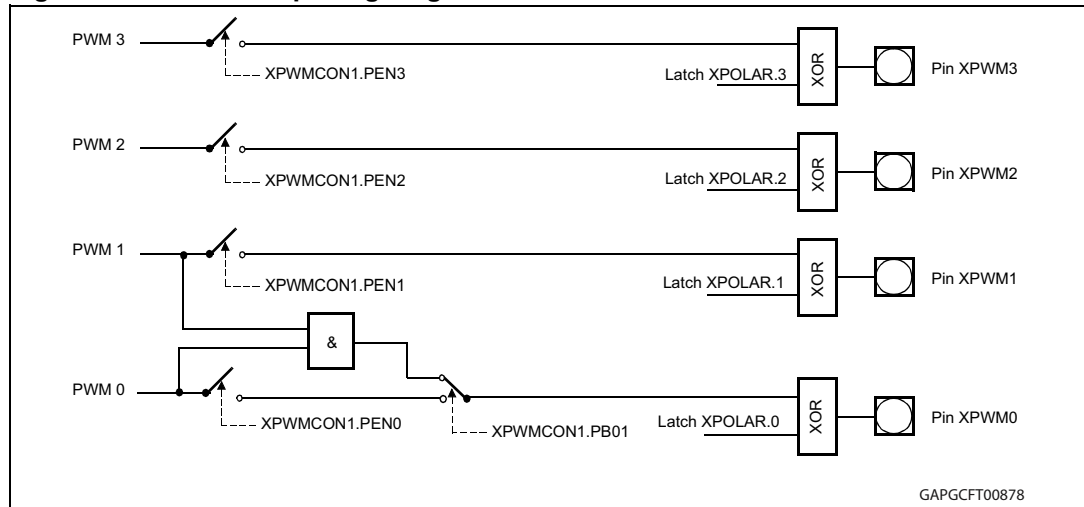 PWM 3
XPWMCON1.PEN3
Latch XPOLAR.3
XOR
Pin XPWM3
PWM 2
XPWMCON1.PEN2
Latch XPOLAR.2
XOR
Pin XPWM2
PWM 1
XPWMCON1.PEN1
Latch XPOLAR.1
XOR
Pin XPWM1
&
PWM 0
XPWMCON1.PEN0
XPWMCON1.PB01
Latch XPOLAR.0
XOR
Pin XPWM0
GAPGCFT00878